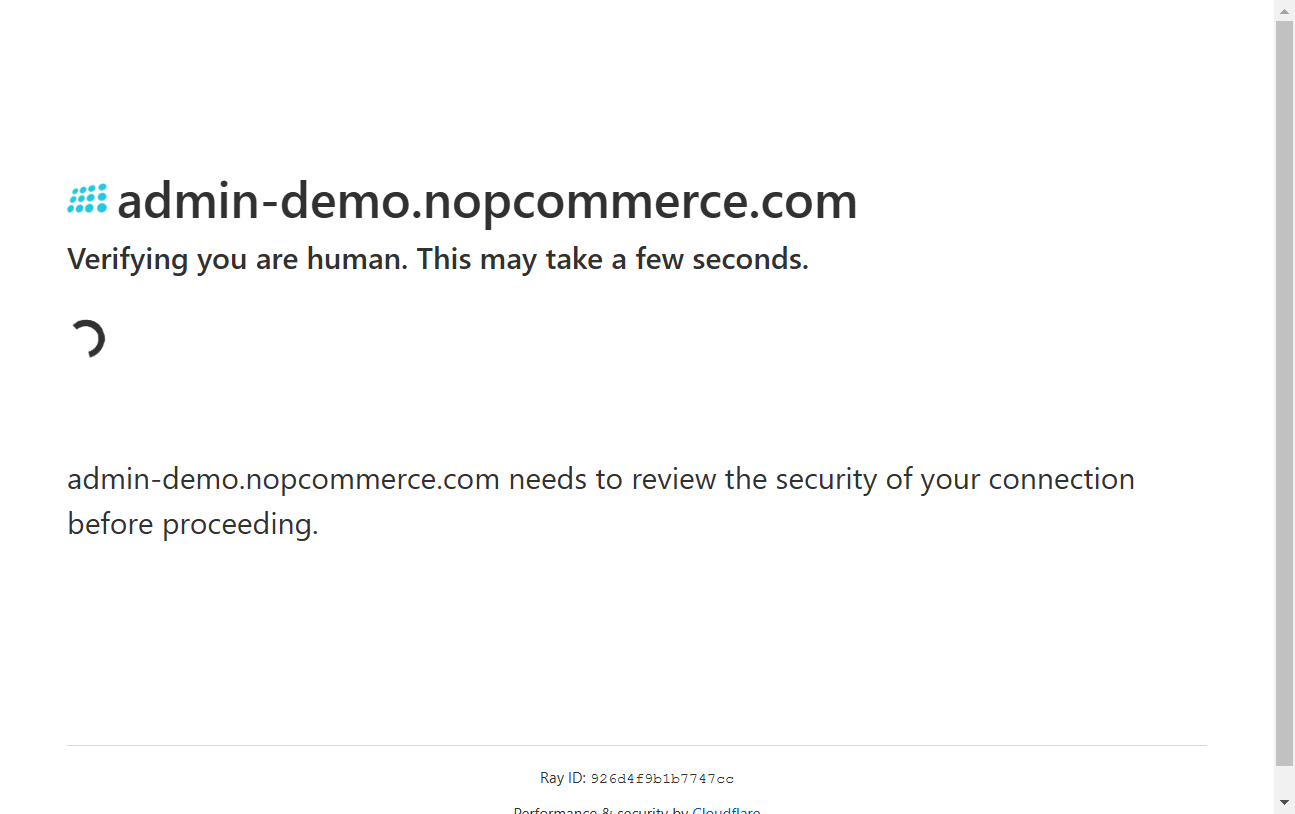 admin-demo.nopcommerce.com
Verifying you are human. This may take a few seconds.
admin-demo.nopcommerce.com needs to review the security of your connection
before proceeding.
Ray ID: 926d4f9b1b7747cc
Performance & security by Cloudflare